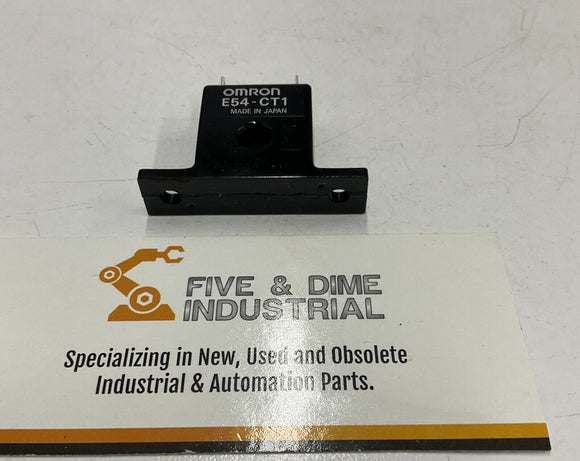 OMRON
E54-CT1
MADE IN JAPAN
FIVE & DIME
INDUSTRIAL
Specializing in New, Used and Obsolete
Industrial & Automation Parts.